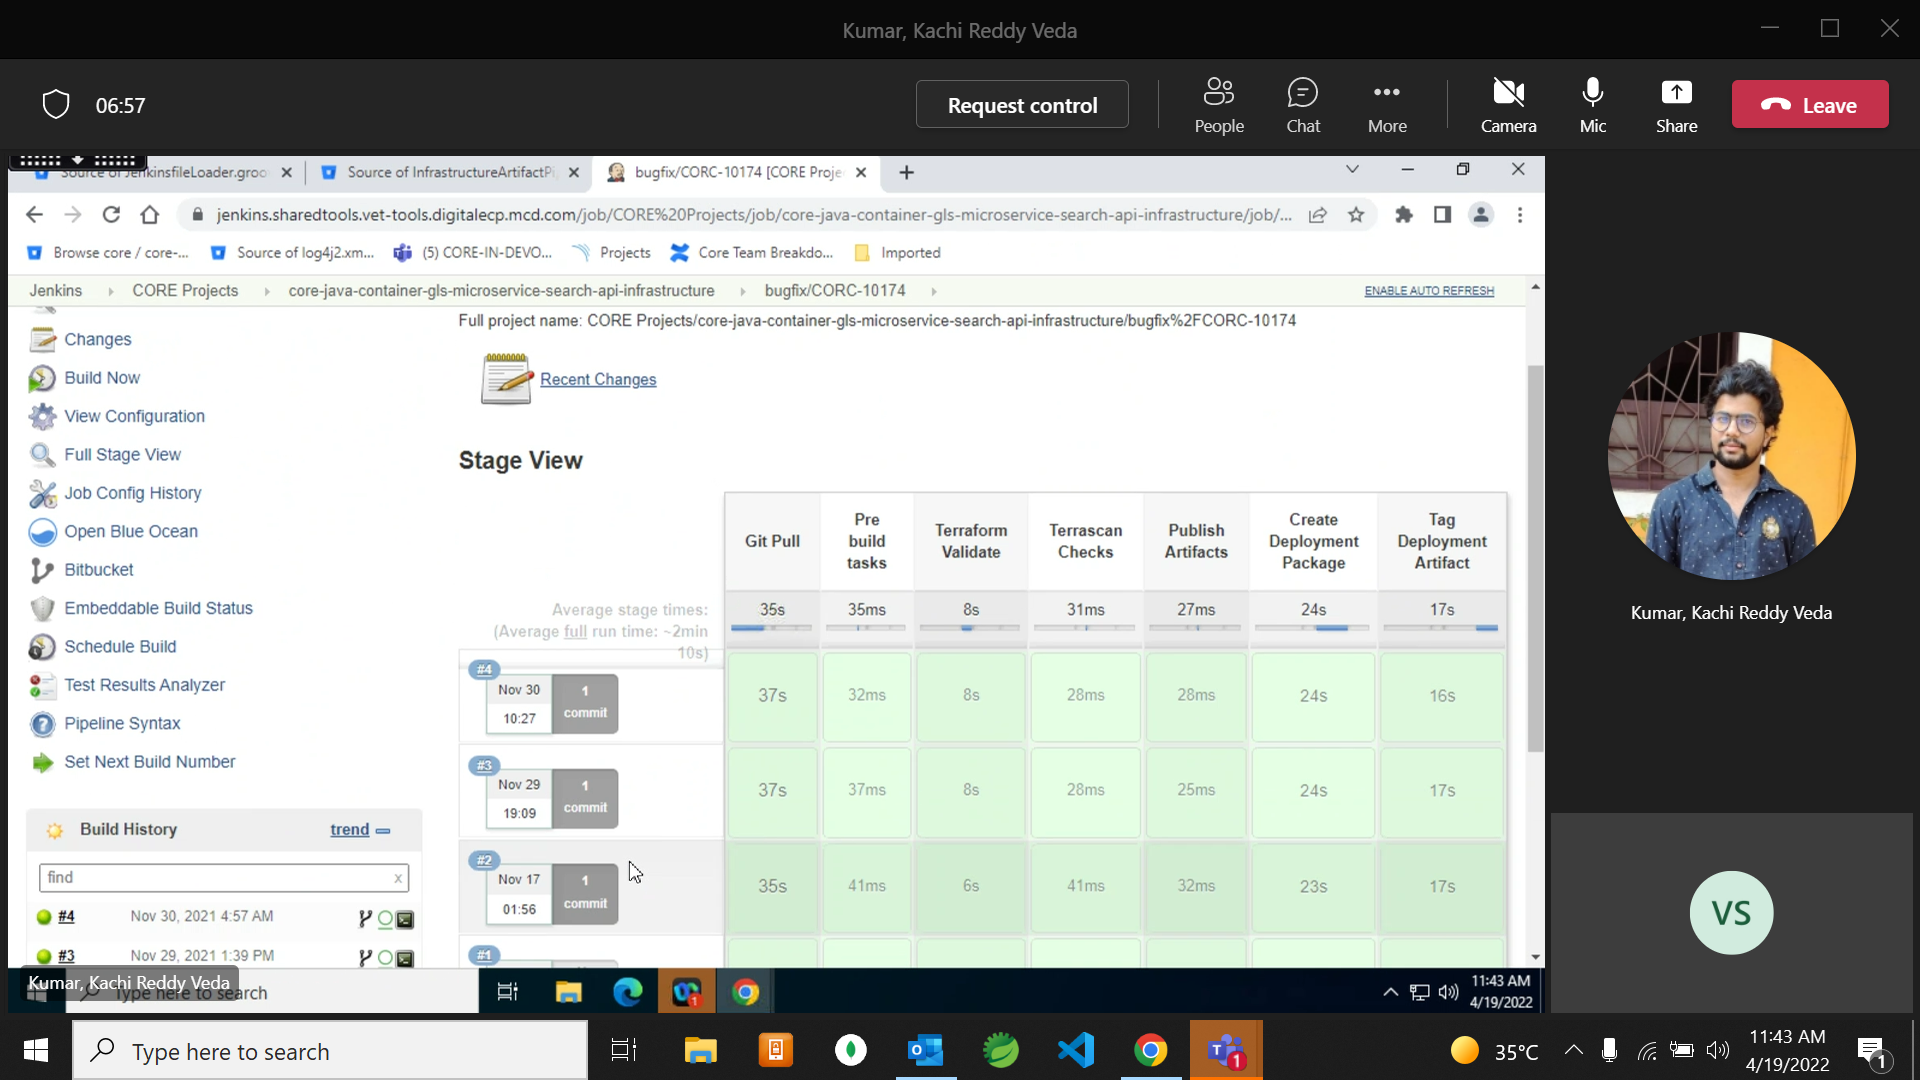 Kumar, Kachi Reddy Veda
06:57
Request control
People
Chat
More
Camera
Mic
Share
Leave
Source of JenkinsfileLoader.groo
Source of InfrastructureArtifactPi
bugfix/CORC-10174 [CORE Proje
jenkins.sharedtools.vet-tools.digitalecp.mcd.com/job/CORE%20Projects/job/core-java-container-gls-microservice-search-api-infrastructure/job/...
Browse core / core-...
Source of log4j2.xm...
(5) CORE-IN-DEVO...
Projects
Core Team Breakdo...
Imported
Jenkins
CORE Projects
core-java-container-gls-microservice-search-api-infrastructure
bugfix/CORC-10174
ENABLE AUTO REFRESH
Changes
Build Now
View Configuration
Full Stage View
Job Config History
Open Blue Ocean
Bitbucket
Embeddable Build Status
Schedule Build
Test Results Analyzer
Pipeline Syntax
Set Next Build Number
Build History
trend
find
x
#4
Nov 30, 2021 4:57 AM
#3
Nov 29, 2021 1:39 PM
Full project name: CORE Projects/core-java-container-gls-microservice-search-api-infrastructure/bugfix%2FCORC-10174
Recent Changes
Stage View
Git Pull
Pre build tasks
Terraform Validate
Terrascan Checks
Publish Artifacts
Create Deployment Package
Tag Deployment Artifact
Average stage times:
(Average full run time: ~2min
10s)
35s 35ms 8s 31ms 27ms 24s 17s
#4
Nov 30
10:27
1
commit
37s 32ms 8s 28ms 28ms 24s 16s
#3
Nov 29
19:09
1
commit
37s 37ms 8s 28ms 25ms 24s 17s
#2
Nov 17
01:56
1
commit
35s 41ms 6s 41ms 32ms 23s 17s
#1
Kumar, Kachi Reddy Veda
VS
Kumar, Kachi Reddy Veda
Type here to search
1
11:43 AM
4/19/2022
Type here to search
1
35°C
11:43 AM
4/19/2022
1